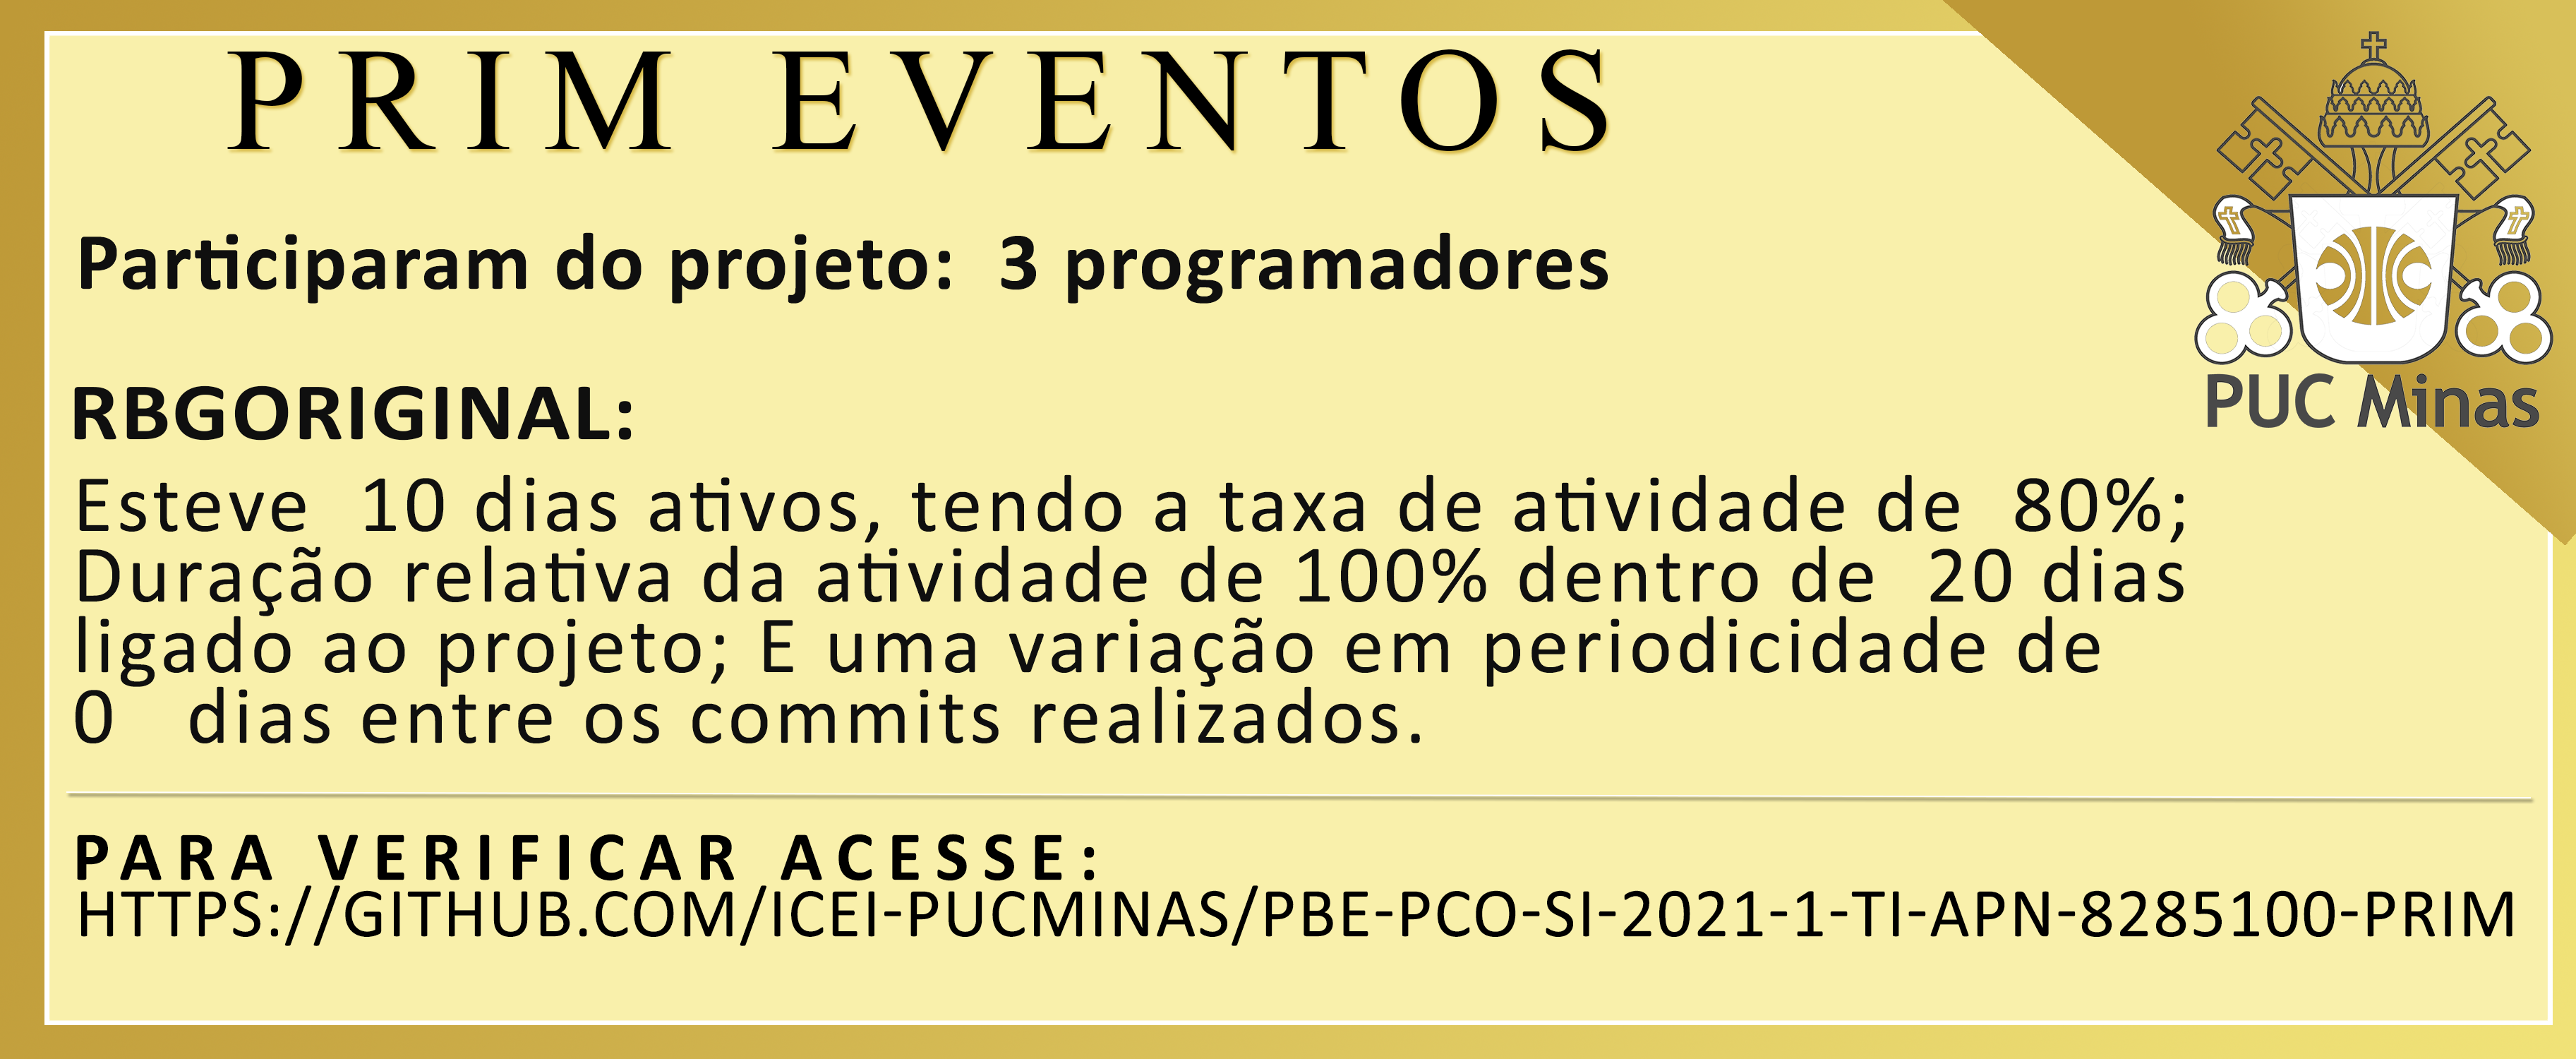 PRIM EVENTOS
Participaram do projeto: 3 programadores
RBGORIGINAL:
Esteve 10 dias ativos, tendo a taxa de atividade de 80%;
Duração relativa da atividade de 100% dentro de 20 dias
ligado ao projeto; E uma variação em periodicidade de
0 dias entre os commits realizados.
PUC Minas
PARA VERIFICAR ACESSE:
HTTPS://GITHUB.COM/ICEI-PUCMINAS/PBE-PCO-SI-2021-1-TI-APN-8285100-PRIM